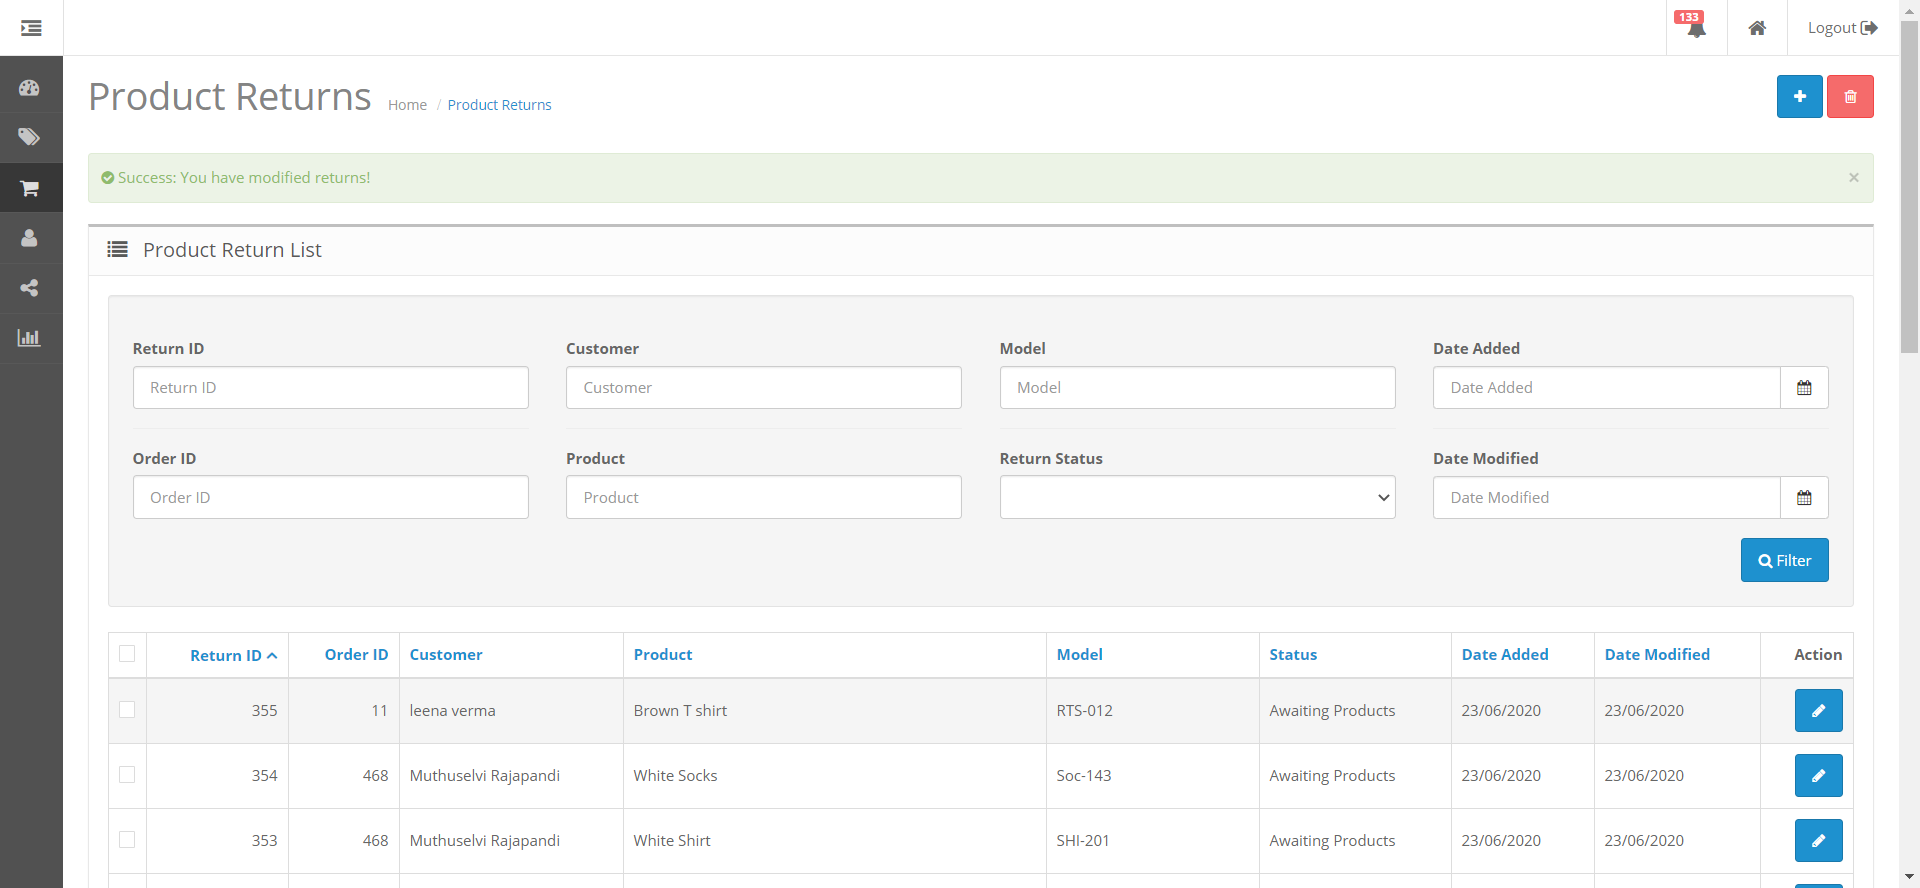 133
Logout
Product Returns
Home / Product Returns
Success: You have modified returns!
×
Product Return List
Return ID Customer Model Date Added
Return ID Customer Model Date Added
Order ID Product Return Status Date Modified
Order ID Product Date Modified
Filter
Return ID Order ID Customer Product Model Status Date Added Date Modified Action
355 11 leena verma Brown T shirt RTS-012 Awaiting Products 23/06/2020 23/06/2020
354 468 Muthuselvi Rajapandi White Socks Soc-143 Awaiting Products 23/06/2020 23/06/2020
353 468 Muthuselvi Rajapandi White Shirt SHI-201 Awaiting Products 23/06/2020 23/06/2020